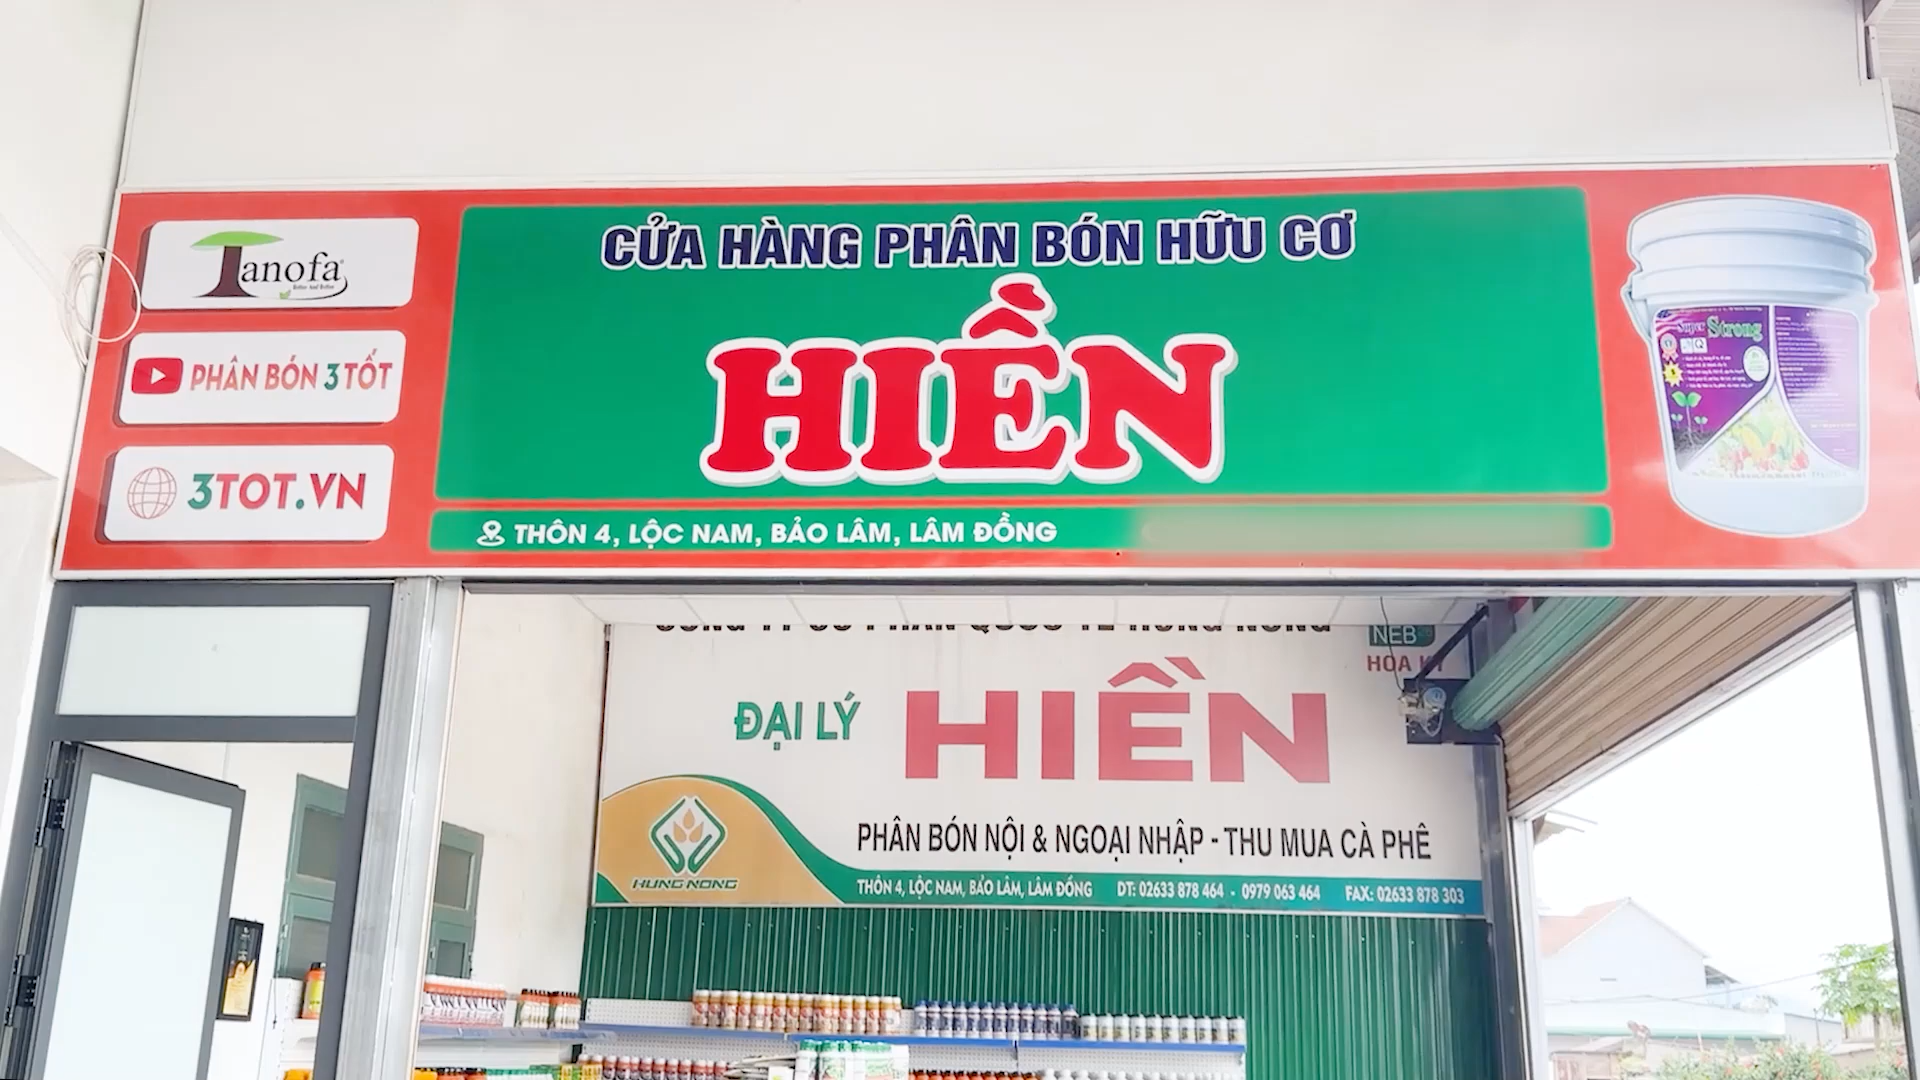 CỬA HÀNG PHÂN BÓN HỮU CƠ
HIỀN
Tanofa
PHÂN BÓN 3 TỐT
3TOT.VN
THÔN 4, LỘC NAM, BẢO LÂM, LÂM ĐỒNG
Super Strong
NEB
HOA KỲ
ĐẠI LÝ HIỀN
PHÂN BÓN NỘI & NGOẠI NHẬP - THU MUA CÀ PHÊ
HUNG NONG
THÔN 4, LỘC NAM, BẢO LÂM, LÂM ĐỒNG ĐT: 02633 878 464 - 0979 063 464 FAX: 02633 878 303